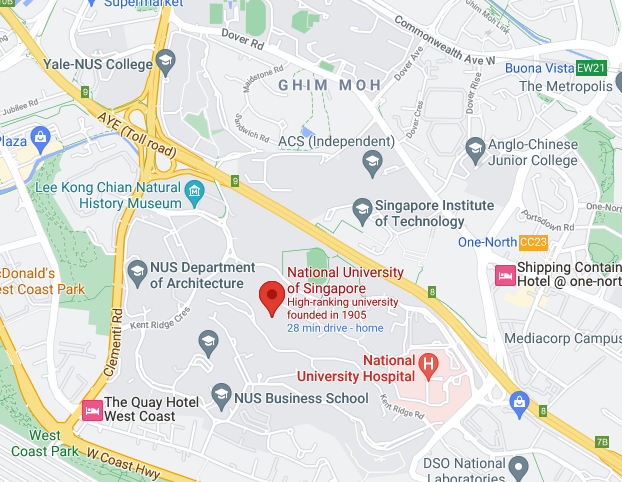 10B
Supermarket
Dover Rd
Commonwealth Ave W
Ghim Moh Link
Yale-NUS College
Buona Vista
EW21
Maidstone Rd
GHIM MOH
Dover Ave
Dover Rise
The Metropolis
9
Jubilee Rd
AYE (Toll road)
Sandwich Rd
Dover Cres
Plaza
ACS (Independent)
Anglo-Chinese
Junior College
9
Lee Kong Chian Natural
History Museum
Singapore Institute
of Technology
Portsdown Rd
One-North
One-North
CC23
McDonald's
West Coast Park
NUS Department
of Architecture
National University
of Singapore
High-ranking university
founded in 1905
28 min drive - home
Shipping Contain
Hotel @ one-nort
8
Kent Ridge Cres
Clementi Rd
Mediacorp Campus
National
University Hospital
The Quay Hotel
West Coast
NUS Business School
Kent Ridge Rd
8
West
Coast Park
W Coast Hwy
7B
DSO National
Laboratories